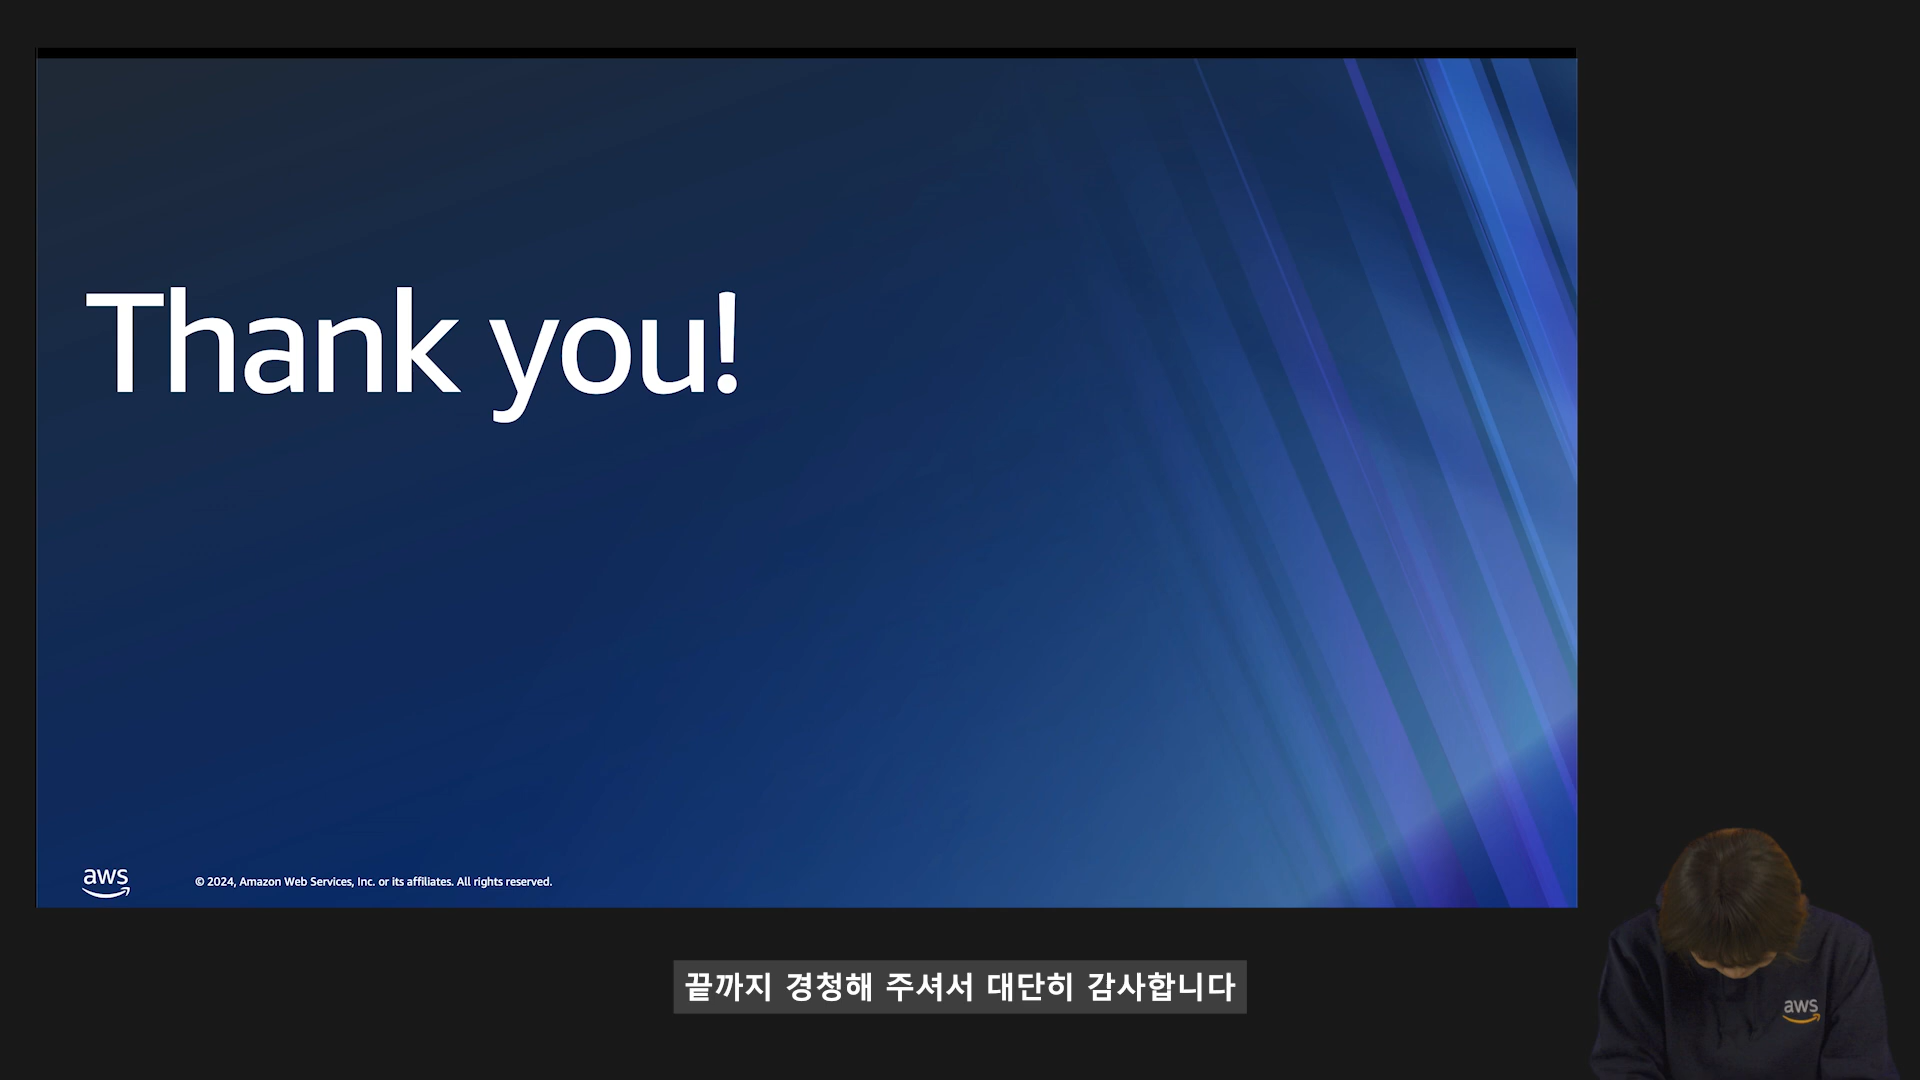 Thank you!
aws
© 2024, Amazon Web Services, Inc. or its affiliates. All rights reserved.
끝까지 경청해 주셔서 대단히 감사합니다
aws